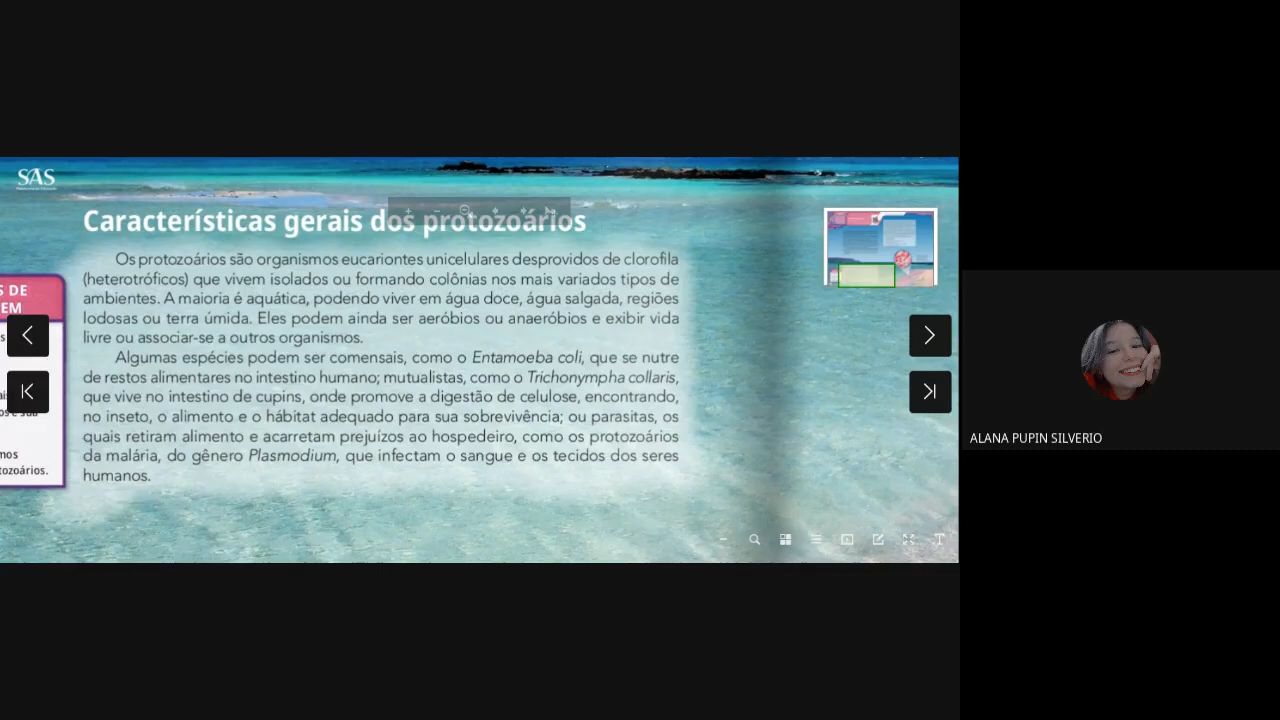 SAS
Características gerais dos protozoários
Os protozoários são organismos eucariontes unicelulares desprovidos de clorofila
(heterotróficos) que vivem isolados ou formando colônias nos mais variados tipos de
ambientes. A maioria é aquática, podendo viver em água doce, água salgada, regiões
lodosas ou terra úmida. Eles podem ainda ser aeróbios ou anaeróbios e exibir vida
livre ou associar-se a outros organismos.
Algumas espécies podem ser comensais, como o Entamoeba coli, que se nutre
de restos alimentares no intestino humano; mutualistas, como o Trichonympha collaris,
que vive no intestino de cupins, onde promove a digestão de celulose, encontrando,
no inseto, o alimento e o hábitat adequado para sua sobrevivência; ou parasitas, os
quais retiram alimento e acarretam prejuízos ao hospedeiro, como os protozoários
da malária, do gênero Plasmodium, que infectam o sangue e os tecidos dos seres
humanos.
S DE
EM
mos
tozoários.
ALANA PUPIN SILVERIO